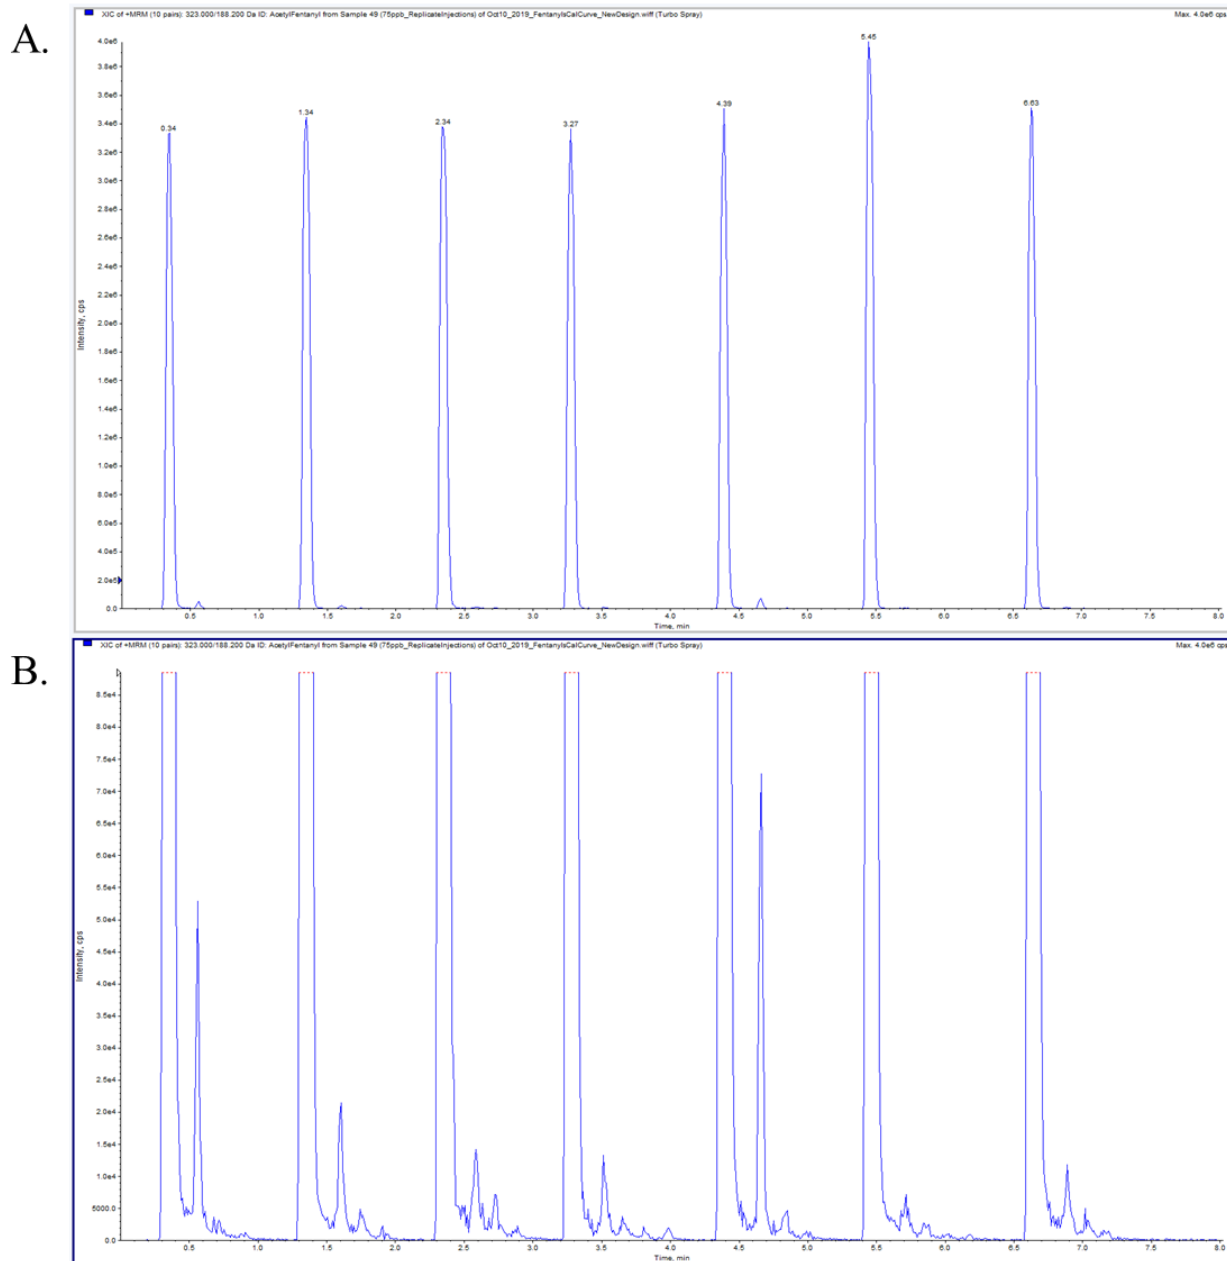 A.
XIC of +MRM (10 pairs): 323.000/188.200 Da ID: AcetylFentanyl from Sample 49 (75ppb_ReplicateInjections) of Oct10_2019_FentanylsCalCurve_NewDesign.wiff (Turbo Spray)
Max. 4.0e6 cps
4.0e6
3.8e6
3.6e6
3.4e6
3.2e6
3.0e6
2.8e6
2.6e6
2.4e6
2.2e6
2.0e6
1.8e6
1.6e6
1.4e6
1.2e6
1.0e6
8.0e5
6.0e5
4.0e5
2.0e5
0.0
Intensity, cps
0.34
1.34
2.34
3.27
4.39
5.45
6.63
0.5 1.0 1.5 2.0 2.5 3.0 3.5 4.0 4.5 5.0 5.5 6.0 6.5 7.0 7.5 8.0
Time, min
B.
XIC of +MRM (10 pairs): 323.000/188.200 Da ID: AcetylFentanyl from Sample 49 (75ppb_ReplicateInjections) of Oct10_2019_FentanylsCalCurve_NewDesign.wiff (Turbo Spray)
Max. 4.0e6 cps
8.5e4
8.0e4
7.5e4
7.0e4
6.5e4
6.0e4
5.5e4
5.0e4
4.5e4
4.0e4
3.5e4
3.0e4
2.5e4
2.0e4
1.5e4
1.0e4
5000.0
0.0
Intensity, cps
0.5 1.0 1.5 2.0 2.5 3.0 3.5 4.0 4.5 5.0 5.5 6.0 6.5 7.0 7.5 8.0
Time, min